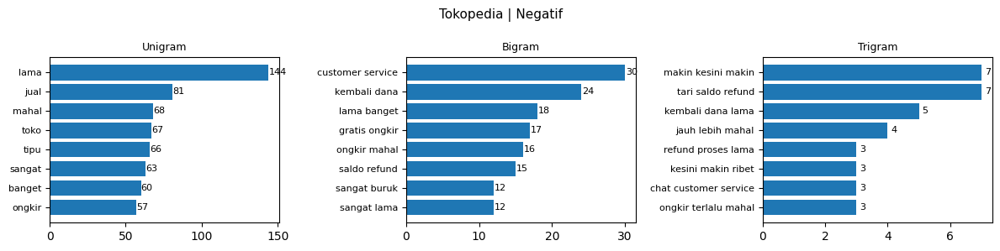 Tokopedia | Negatif
Unigram
lama 144
jual 81
mahal 68
toko 67
tipu 66
sangat 63
banget 60
ongkir 57
0 50 100 150
Bigram
customer service 30
kembali dana 24
lama banget 18
gratis ongkir 17
ongkir mahal 16
saldo refund 15
sangat buruk 12
sangat lama 12
0 10 20 30
Trigram
makin kesini makin 7
tari saldo refund 7
kembali dana lama 5
jauh lebih mahal 4
refund proses lama 3
kesini makin ribet 3
chat customer service 3
ongkir terlalu mahal 3
0 2 4 6